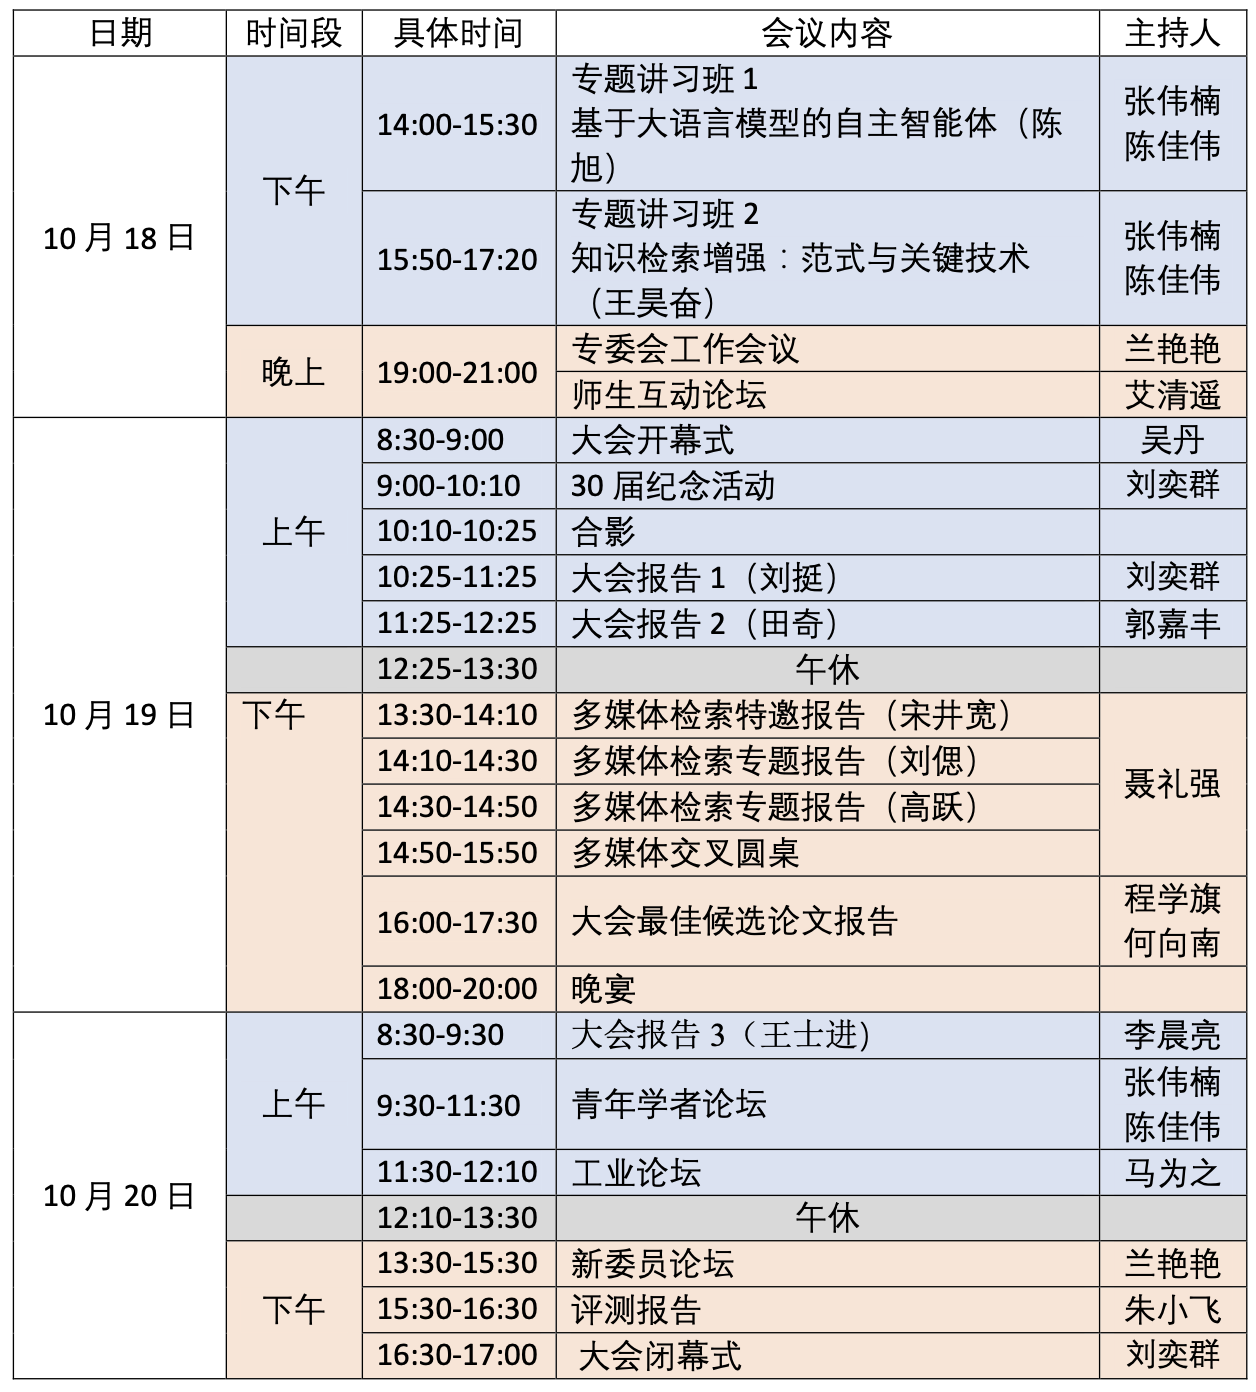 日期 时间段 具体时间 会议内容 主持人
10 月 18 日
下午
14:00-15:30
专题讲习班 1
基于大语言模型的自主智能体（陈
旭）
张伟楠
陈佳伟
15:50-17:20
专题讲习班 2
知识检索增强：范式与关键技术
（王昊奋）
张伟楠
陈佳伟
晚上
19:00-21:00
专委会工作会议 兰艳艳
师生互动论坛 艾清遥
10 月 19 日
上午
8:30-9:00 大会开幕式 吴丹
9:00-10:10 30 届纪念活动 刘奕群
10:10-10:25 合影
10:25-11:25 大会报告 1（刘挺） 刘奕群
11:25-12:25 大会报告 2（田奇） 郭嘉丰
12:25-13:30 午休
下午
13:30-14:10 多媒体检索特邀报告（宋井宽）
14:10-14:30 多媒体检索专题报告（刘偲）
14:30-14:50 多媒体检索专题报告（高跃）
14:50-15:50 多媒体交叉圆桌
聂礼强
16:00-17:30 大会最佳候选论文报告
程学旗
何向南
18:00-20:00 晚宴
10 月 20 日
上午
8:30-9:30 大会报告 3（王士进) 李晨亮
9:30-11:30 青年学者论坛
张伟楠
陈佳伟
11:30-12:10 工业论坛 马为之
12:10-13:30 午休
下午
13:30-15:30 新委员论坛 兰艳艳
15:30-16:30 评测报告 朱小飞
16:30-17:00 大会闭幕式 刘奕群